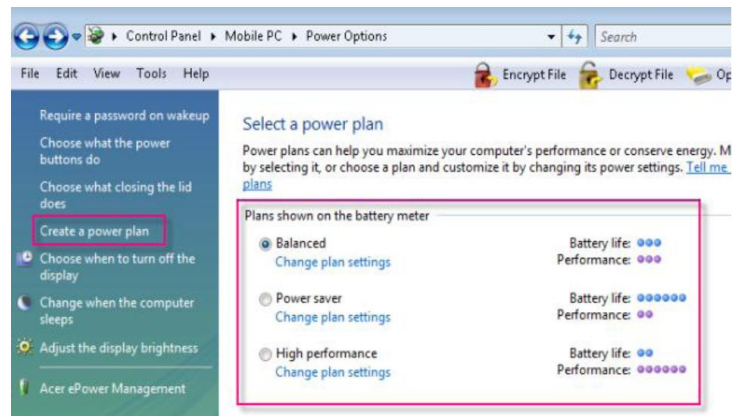 Control Panel ▸ Mobile PC ▸ Power Options
Search
File Edit View Tools Help
Encrypt File Decrypt File
Require a password on wakeup
Choose what the power
buttons do
Choose what closing the lid
does
Create a power plan
Choose when to turn off the
display
Change when the computer
sleeps
Adjust the display brightness
Acer ePower Management
Select a power plan
Power plans can help you maximize your computer's performance or conserve energy. M
by selecting it, or choose a plan and customize it by changing its power settings. Tell me
plans
Plans shown on the battery meter
Balanced Battery life:
Change plan settings Performance:
Power saver Battery life:
Change plan settings Performance:
High performance Battery life:
Change plan settings Performance: